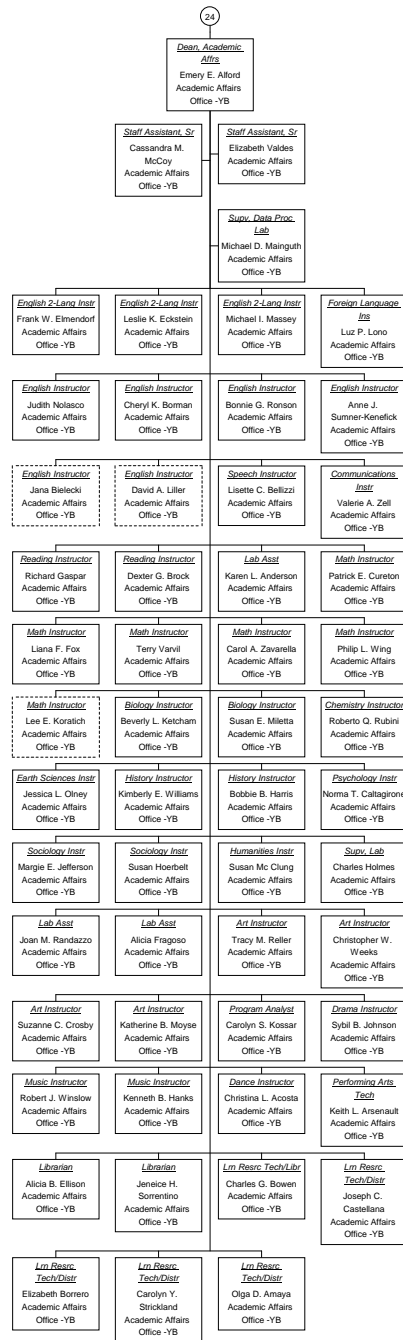 24
Dean, Academic
Affrs
Emery E. Alford
Academic Affairs
Office -YB
Staff Assistant, Sr
Cassandra M.
McCoy
Academic Affairs
Office -YB
Staff Assistant, Sr
Elizabeth Valdes
Academic Affairs
Office -YB
Supv, Data Proc
Lab
Michael D. Mainguth
Academic Affairs
Office -YB
English 2-Lang Instr
Frank W. Elmendorf
Academic Affairs
Office -YB
English 2-Lang Instr
Leslie K. Eckstein
Academic Affairs
Office -YB
English 2-Lang Instr
Michael I. Massey
Academic Affairs
Office -YB
Foreign Language
Ins
Luz P. Lono
Academic Affairs
Office -YB
English Instructor
Judith Nolasco
Academic Affairs
Office -YB
English Instructor
Cheryl K. Borman
Academic Affairs
Office -YB
English Instructor
Bonnie G. Ronson
Academic Affairs
Office -YB
English Instructor
Anne J.
Sumner-Kenefick
Academic Affairs
Office -YB
English Instructor
Jana Bielecki
Academic Affairs
Office -YB
English Instructor
David A. Liller
Academic Affairs
Office -YB
Speech Instructor
Lisette C. Bellizzi
Academic Affairs
Office -YB
Communications
Instr
Valerie A. Zell
Academic Affairs
Office -YB
Reading Instructor
Richard Gaspar
Academic Affairs
Office -YB
Reading Instructor
Dexter G. Brock
Academic Affairs
Office -YB
Lab Asst
Karen L. Anderson
Academic Affairs
Office -YB
Math Instructor
Patrick E. Cureton
Academic Affairs
Office -YB
Math Instructor
Liana F. Fox
Academic Affairs
Office -YB
Math Instructor
Terry Varvil
Academic Affairs
Office -YB
Math Instructor
Carol A. Zavarella
Academic Affairs
Office -YB
Math Instructor
Philip L. Wing
Academic Affairs
Office -YB
Math Instructor
Lee E. Koratich
Academic Affairs
Office -YB
Biology Instructor
Beverly L. Ketcham
Academic Affairs
Office -YB
Biology Instructor
Susan E. Miletta
Academic Affairs
Office -YB
Chemistry Instructor
Roberto Q. Rubini
Academic Affairs
Office -YB
Earth Sciences Instr
Jessica L. Olney
Academic Affairs
Office -YB
History Instructor
Kimberly E. Williams
Academic Affairs
Office -YB
History Instructor
Bobbie B. Harris
Academic Affairs
Office -YB
Psychology Instr
Norma T. Caltagirone
Academic Affairs
Office -YB
Sociology Instr
Margie E. Jefferson
Academic Affairs
Office -YB
Sociology Instr
Susan Hoerbelt
Academic Affairs
Office -YB
Humanities Instr
Susan Mc Clung
Academic Affairs
Office -YB
Supv, Lab
Charles Holmes
Academic Affairs
Office -YB
Lab Asst
Joan M. Randazzo
Academic Affairs
Office -YB
Lab Asst
Alicia Fragoso
Academic Affairs
Office -YB
Art Instructor
Tracy M. Reller
Academic Affairs
Office -YB
Art Instructor
Christopher W.
Weeks
Academic Affairs
Office -YB
Art Instructor
Suzanne C. Crosby
Academic Affairs
Office -YB
Art Instructor
Katherine B. Moyse
Academic Affairs
Office -YB
Program Analyst
Carolyn S. Kossar
Academic Affairs
Office -YB
Drama Instructor
Sybil B. Johnson
Academic Affairs
Office -YB
Music Instructor
Robert J. Winslow
Academic Affairs
Office -YB
Music Instructor
Kenneth B. Hanks
Academic Affairs
Office -YB
Dance Instructor
Christina L. Acosta
Academic Affairs
Office -YB
Performing Arts
Tech
Keith L. Arsenault
Academic Affairs
Office -YB
Librarian
Alicia B. Ellison
Academic Affairs
Office -YB
Librarian
Jeneice H.
Sorrentino
Academic Affairs
Office -YB
Lrn Resrc Tech/Libr
Charles G. Bowen
Academic Affairs
Office -YB
Lrn Resrc
Tech/Distr
Joseph C.
Castellana
Academic Affairs
Office -YB
Lrn Resrc
Tech/Distr
Elizabeth Borrero
Academic Affairs
Office -YB
Lrn Resrc
Tech/Distr
Carolyn Y.
Strickland
Academic Affairs
Office -YB
Lrn Resrc
Tech/Distr
Olga D. Amaya
Academic Affairs
Office -YB